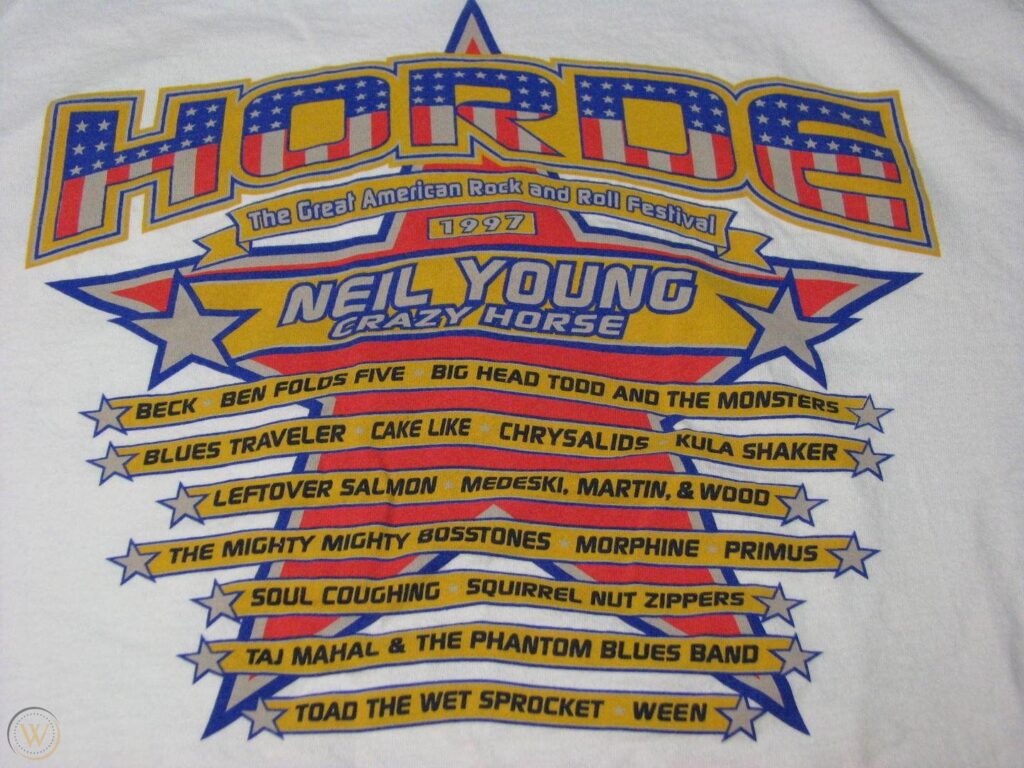 HORDE
The Great American Rock and Roll Festival
1997
NEIL YOUNG
CRAZY HORSE
BECK BEN FOLDS FIVE BIG HEAD TODD AND THE MONSTERS
BLUES TRAVELER CAKE LIKE CHRYSALIDS KULA SHAKER
LEFTOVER SALMON MEDESKI, MARTIN, & WOOD
THE MIGHTY MIGHTY BOSSTONES MORPHINE PRIMUS
SOUL COUGHING SQUIRREL NUT ZIPPERS
TAJ MAHAL & THE PHANTOM BLUES BAND
TOAD THE WET SPROCKET WEEN
W